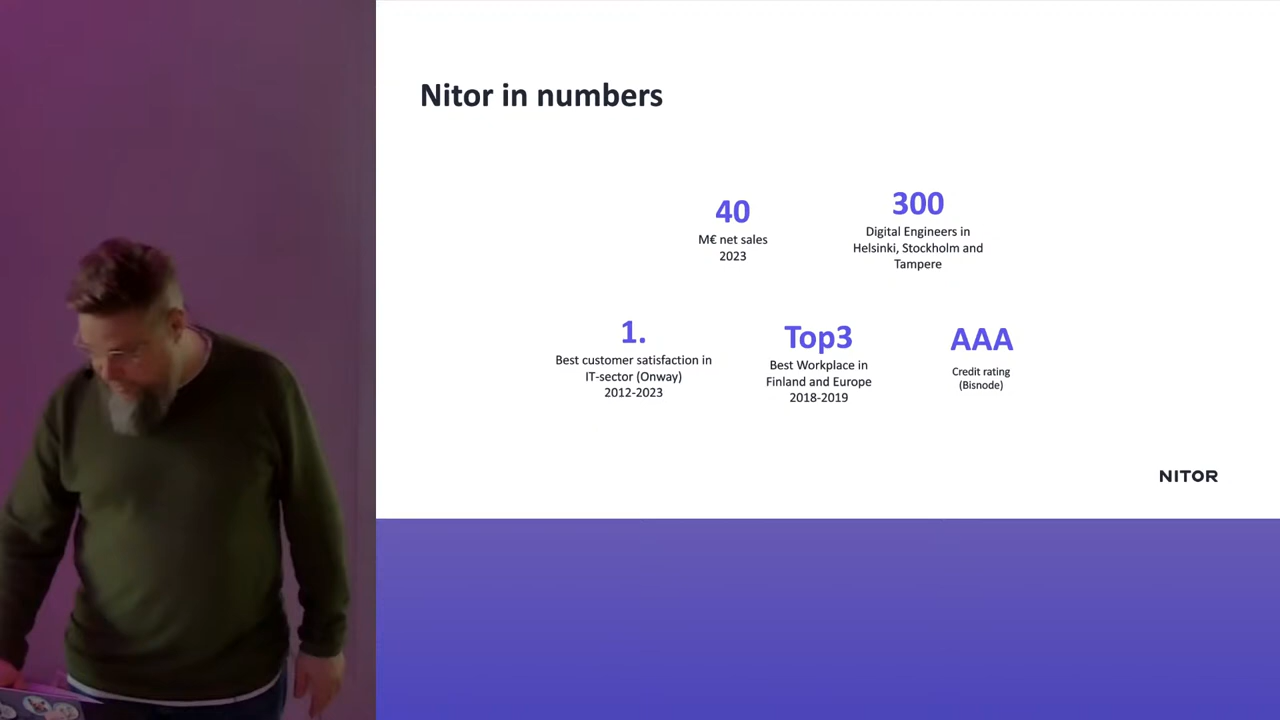 Nitor in numbers
40
M€ net sales
2023
300
Digital Engineers in
Helsinki, Stockholm and
Tampere
1.
Best customer satisfaction in
IT-sector (Onway)
2012-2023
Top3
Best Workplace in
Finland and Europe
2018-2019
AAA
Credit rating
(Bisnode)
NITOR